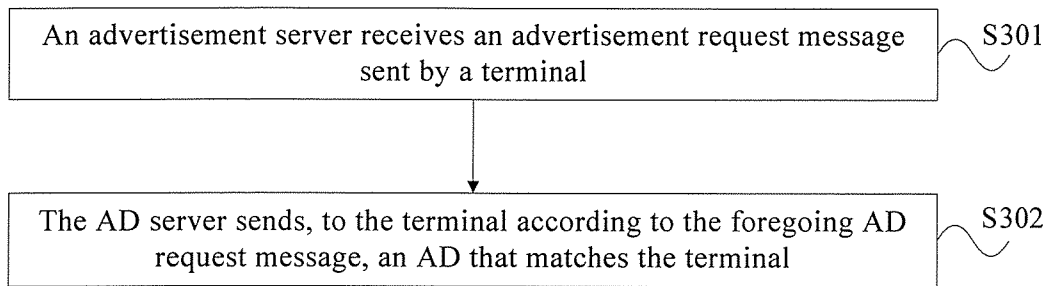 An advertisement server receives an advertisement request message
sent by a terminal
S301
The AD server sends, to the terminal according to the foregoing AD
request message, an AD that matches the terminal
S302